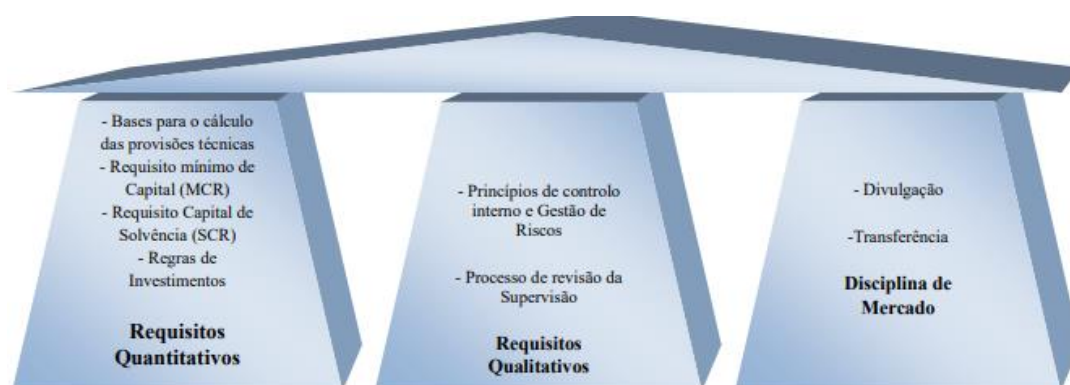 - Bases para o cálculo
das provisões técnicas
- Requisito mínimo de
Capital (MCR)
- Requisito Capital de
Solvência (SCR)
- Regras de
Investimentos
Requisitos
Quantitativos
- Princípios de controlo
interno e Gestão de
Riscos
- Processo de revisão da
Supervisão
Requisitos
Qualitativos
- Divulgação
-Transferência
Disciplina de
Mercado